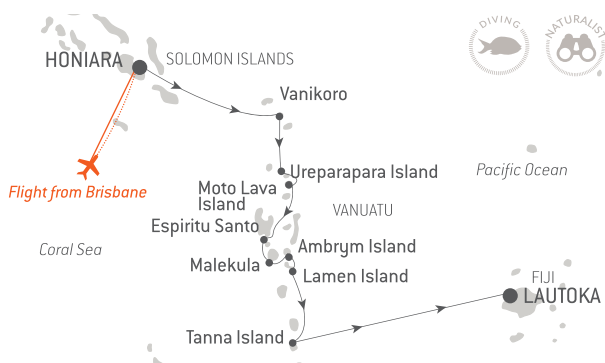 DIVING
NATURALIST
HONIARA
SOLOMON ISLANDS
Vanikoro
Ureparapara Island
Pacific Ocean
Flight from Brisbane
Moto Lava
Island
VANUATU
Espiritu Santo
Coral Sea
Ambrym Island
Malekula
Lamen Island
FIJI
LAUTOKA
Tanna Island